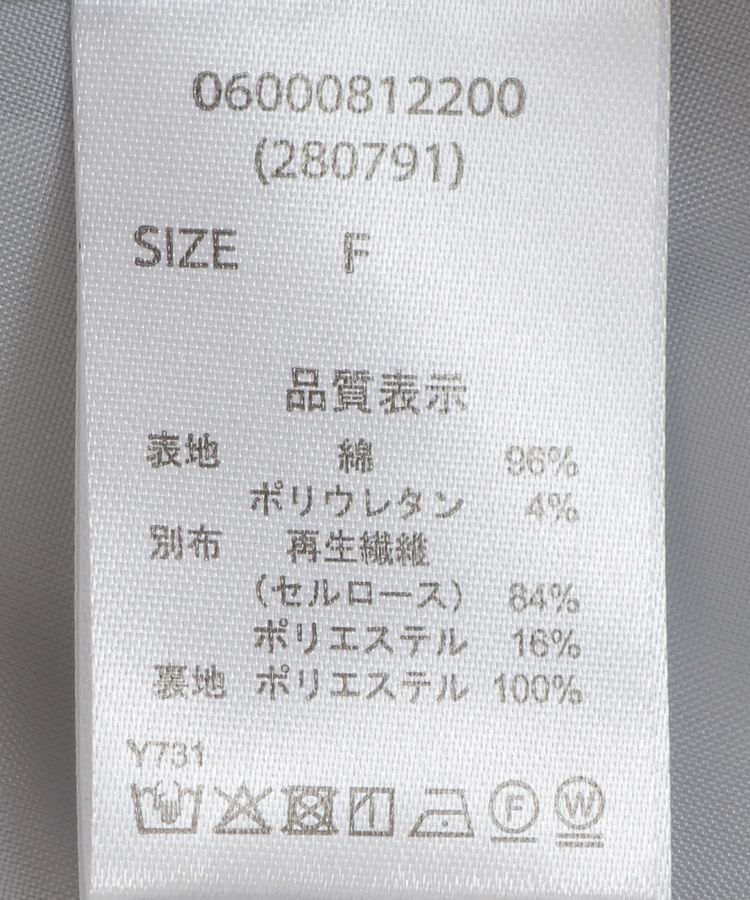 06000812200
(280791)
SIZE F
品質表示
表地 綿 96%
ポリウレタン 4%
別布 再生繊維
(セルロース) 84%
ポリエステル 16%
裏地 ポリエステル 100%
Y731
F W